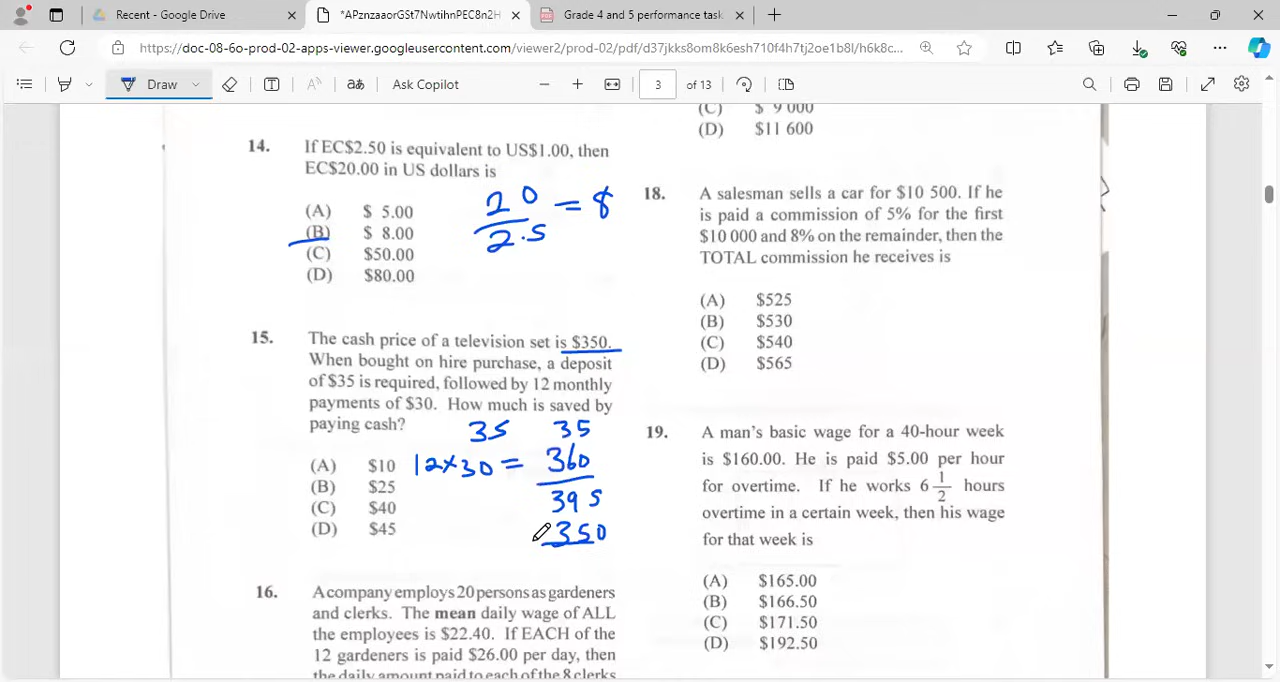 Recent - Google Drive
*APznzaaorGSt7NwtihnPEC8n2H
Grade 4 and 5 performance task
https://doc-08-6o-prod-02-apps-viewer.googleusercontent.com/viewer2/prod-02/pdf/d37jkks8om8k6esh710f4h7tj2oe1b8l/h6k8c...
Draw
Ask Copilot
3 of 13
14. If EC$2.50 is equivalent to US$1.00, then
EC$20.00 in US dollars is
(A) $ 5.00
(B) $ 8.00
(C) $50.00
(D) $80.00
20
= 8
2.5
15. The cash price of a television set is $350.
When bought on hire purchase, a deposit
of $35 is required, followed by 12 monthly
payments of $30. How much is saved by
paying cash?
35 35
(A) $10
(B) $25
(C) $40
(D) $45
12×30 = 360
395
350
16. A company employs 20 persons as gardeners
and clerks. The mean daily wage of ALL
the employees is $22.40. If EACH of the
12 gardeners is paid $26.00 per day, then
the daily amount paid to each of the 8 clerks
(C) $ 9 000
(D) $11 600
18. A salesman sells a car for $10 500. If he
is paid a commission of 5% for the first
$10 000 and 8% on the remainder, then the
TOTAL commission he receives is
(A) $525
(B) $530
(C) $540
(D) $565
19. A man's basic wage for a 40-hour week
is $160.00. He is paid $5.00 per hour
for overtime. If he works 6 1/2 hours
overtime in a certain week, then his wage
for that week is
(A) $165.00
(B) $166.50
(C) $171.50
(D) $192.50